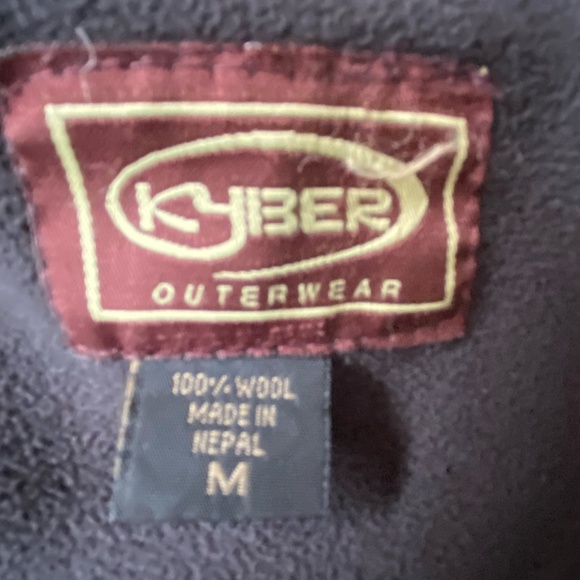 KYBER
OUTERWEAR
100% WOOL
MADE IN
NEPAL
M